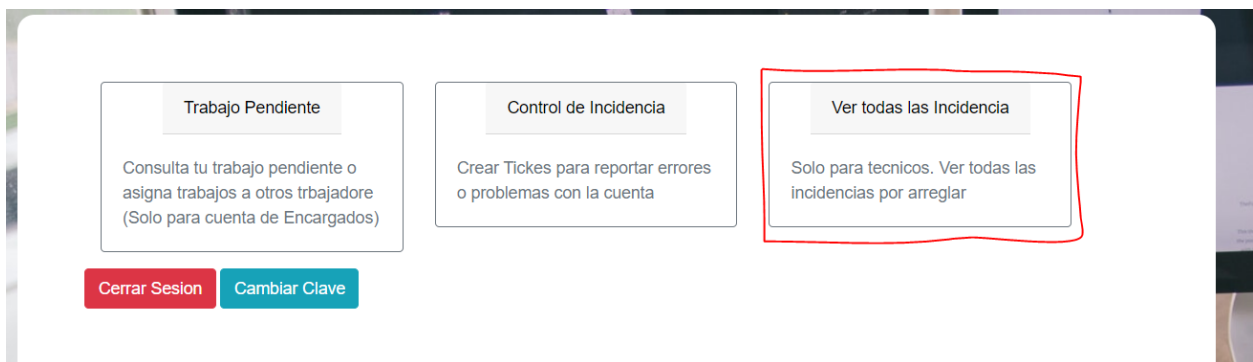 Trabajo Pendiente
Consulta tu trabajo pendiente o
asigna trabajos a otros trbajadore
(Solo para cuenta de Encargados)
Control de Incidencia
Crear Tickes para reportar errores
o problemas con la cuenta
Ver todas las Incidencia
Solo para tecnicos. Ver todas las
incidencias por arreglar
Cerrar Sesion
Cambiar Clave